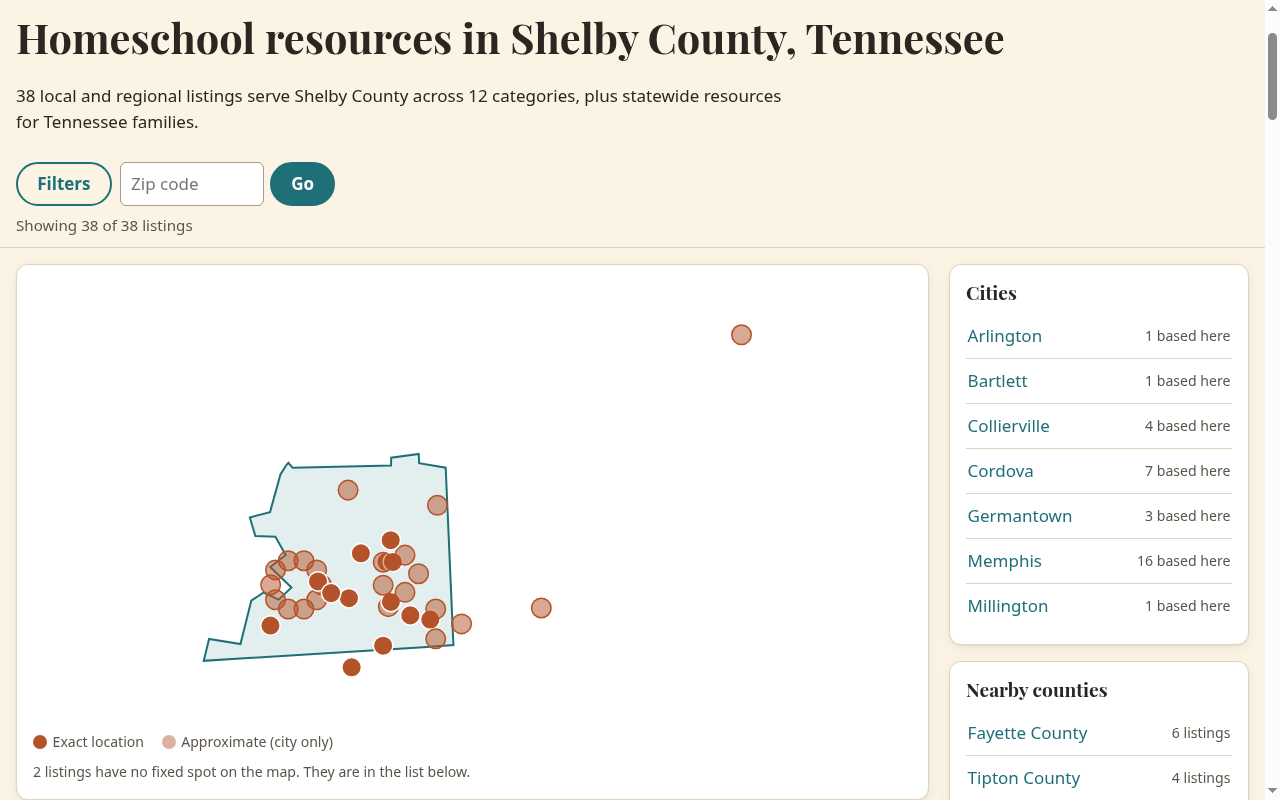 Homeschool resources in Shelby County, Tennessee
38 local and regional listings serve Shelby County across 12 categories, plus statewide resources
for Tennessee families.
Filters
Zip code
Go
Showing 38 of 38 listings
Cities
Arlington 1 based here
Bartlett 1 based here
Collierville 4 based here
Cordova 7 based here
Germantown 3 based here
Memphis 16 based here
Millington 1 based here
Nearby counties
Fayette County 6 listings
Tipton County 4 listings
Exact location
Approximate (city only)
2 listings have no fixed spot on the map. They are in the list below.